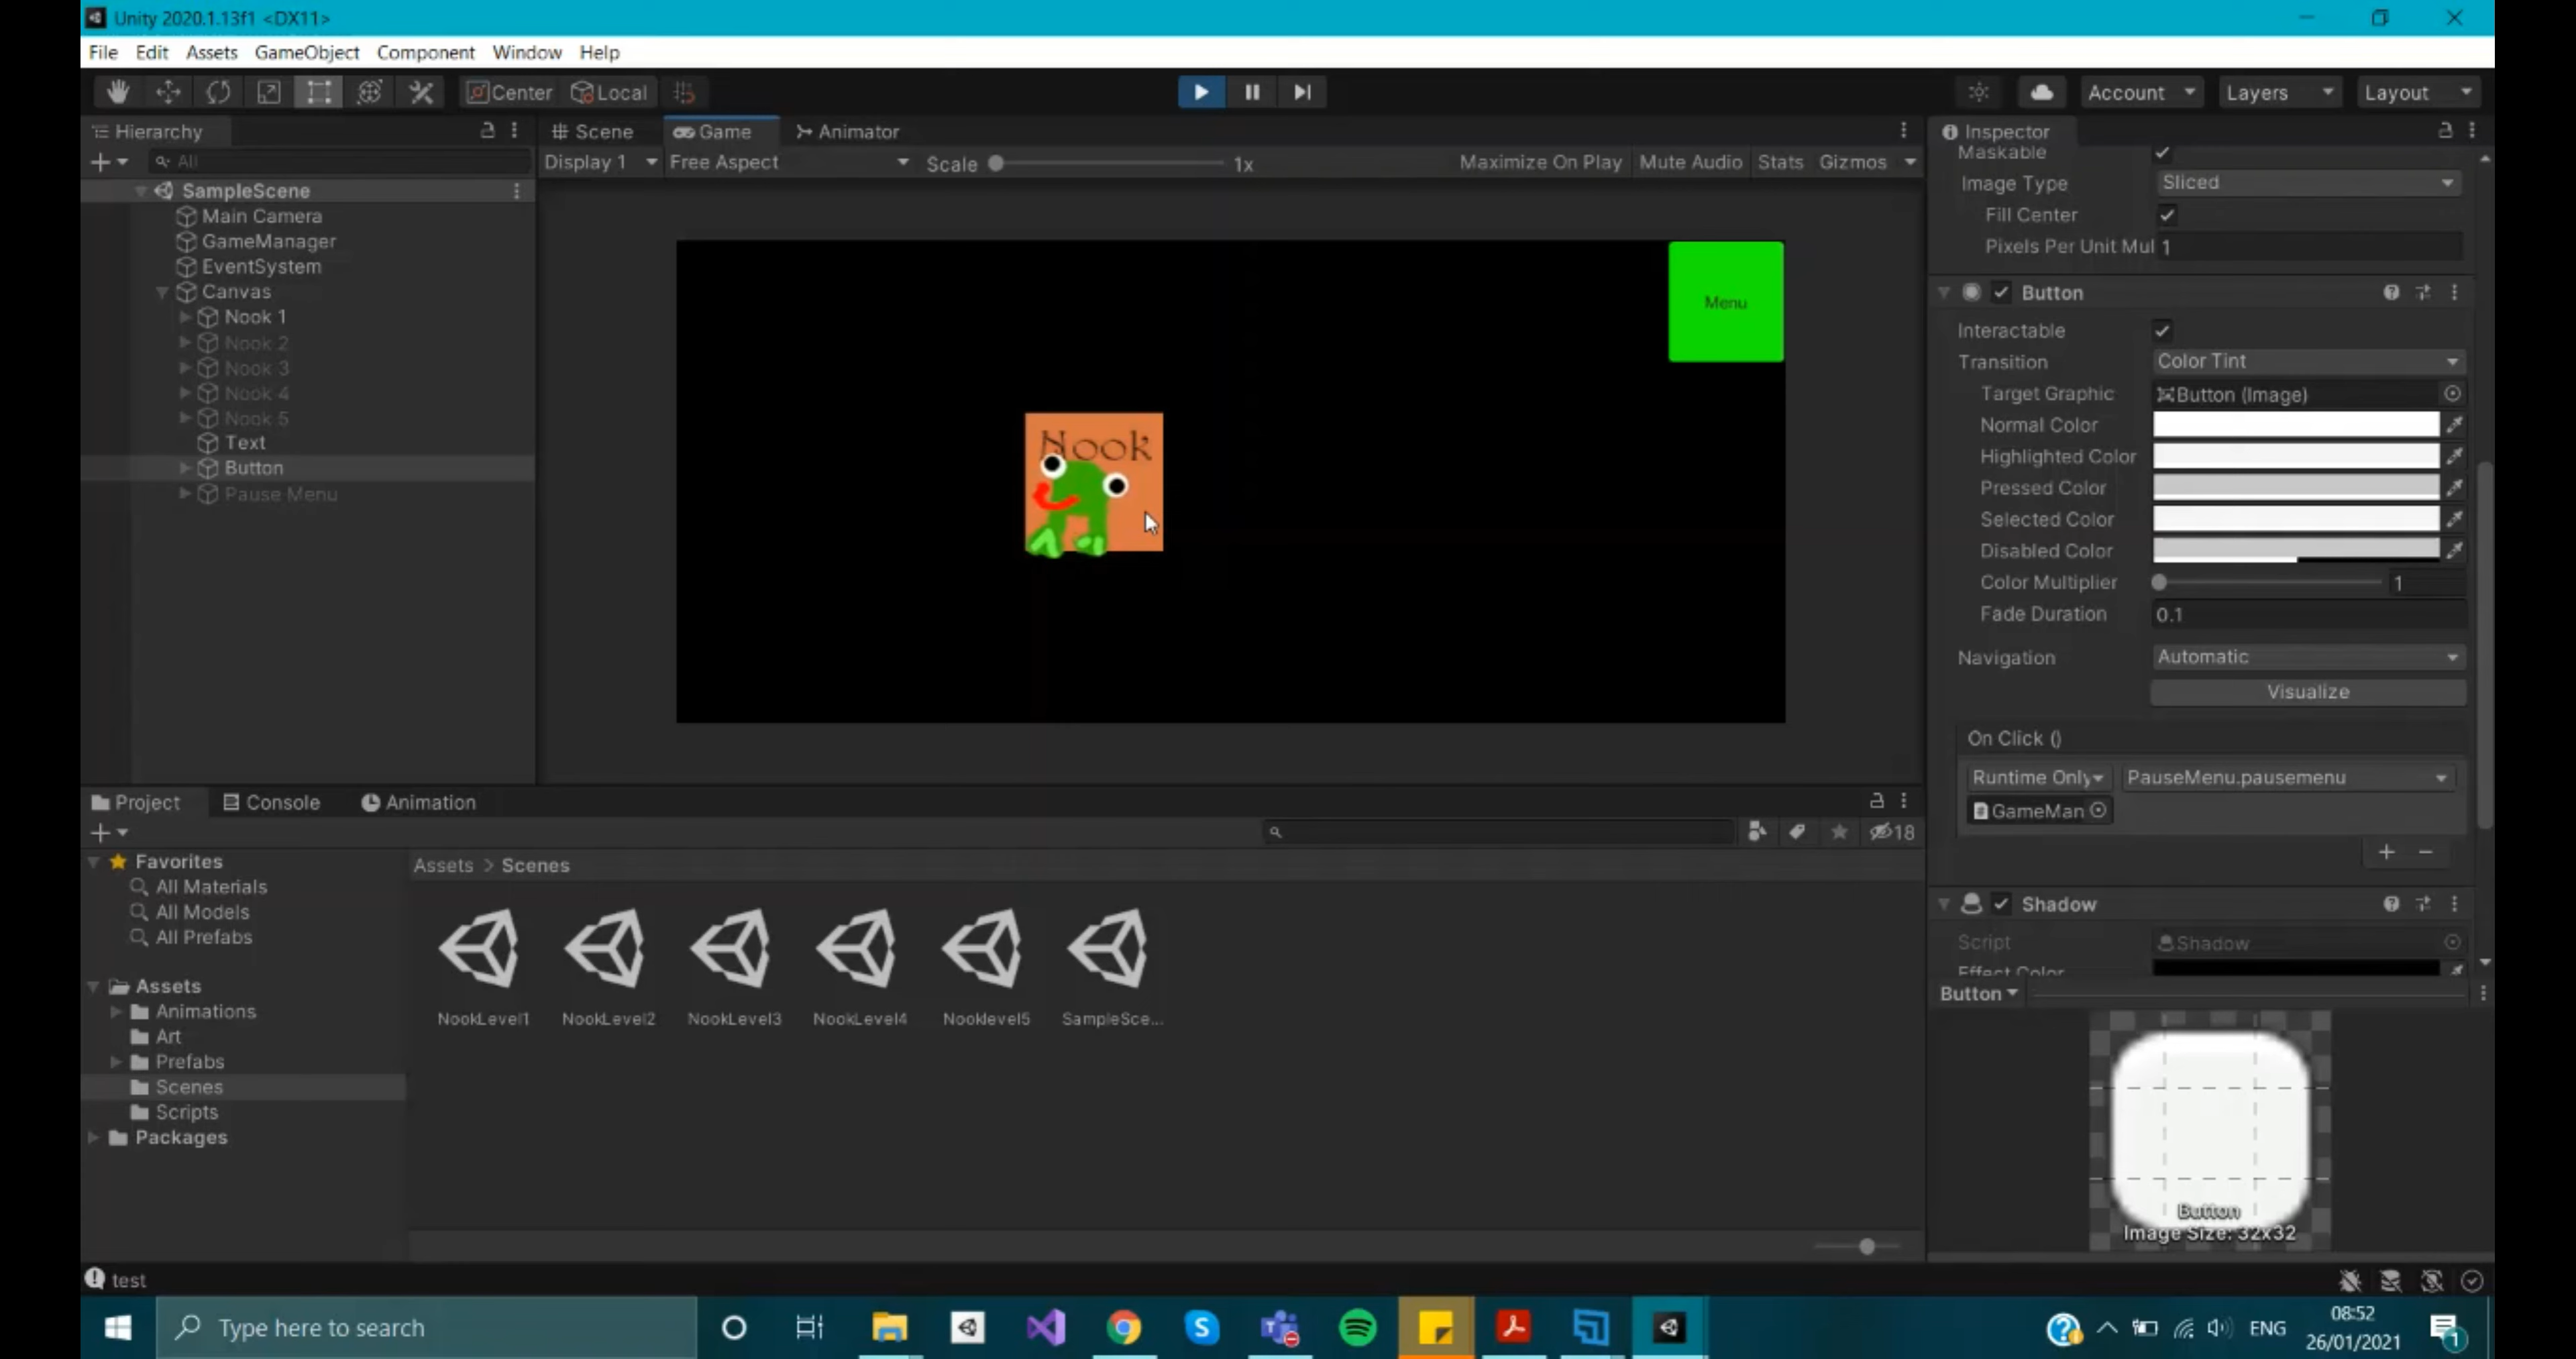 Unity 2020.1.13f1 <DX11>
File Edit Assets GameObject Component Window Help
Center Local Account Layers Layout
Hierarchy
All
SampleScene
Main Camera
GameManager
EventSystem
Canvas
Nook 1
Nook 2
Nook 3
Nook 4
Nook 5
Text
Button
Pause Menu
Scene Game Animator
Display 1 Free Aspect Scale 1x Maximize On Play Mute Audio Stats Gizmos
Menu
Nook
Inspector
Maskable
Image Type Sliced
Fill Center
Pixels Per Unit Mul 1
Button
Interactable
Transition Color Tint
Target Graphic Button (Image)
Normal Color
Highlighted Color
Pressed Color
Selected Color
Disabled Color
Color Multiplier 1
Fade Duration 0.1
Navigation Automatic
Visualize
On Click ()
Runtime Only PauseMenu.pausemenu
GameMan
Shadow
Script Shadow
Effect Color
Button
Button
Image Size: 32x32
Project Console Animation
18
Favorites
All Materials
All Models
All Prefabs
Assets
Animations
Art
Prefabs
Scenes
Scripts
Packages
Assets > Scenes
NookLevel1 NookLevel2 NookLevel3 NookLevel4 Nooklevel5 SampleSce...
test
Type here to search
ENG
08:52
26/01/2021
1